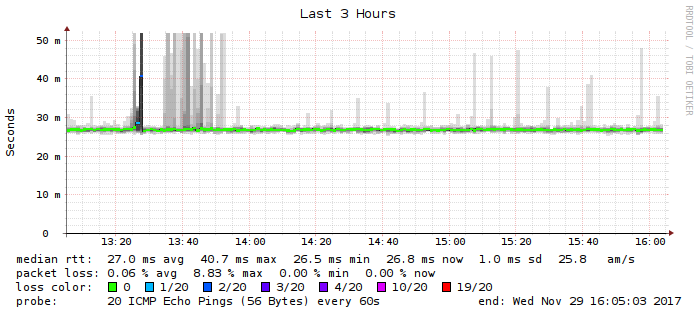 Last 3 Hours
RRDTOOL / TOBI OETIKER
Seconds
50 m
40 m
30 m
20 m
10 m
0
13:20 13:40 14:00 14:20 14:40 15:00 15:20 15:40 16:00
median rtt: 27.0 ms avg 40.7 ms max 26.5 ms min 26.8 ms now 1.0 ms sd 25.8 am/s
packet loss: 0.06 % avg 8.83 % max 0.00 % min 0.00 % now
loss color: 0 1/20 2/20 3/20 4/20 10/20 19/20
probe: 20 ICMP Echo Pings (56 Bytes) every 60s end: Wed Nov 29 16:05:03 2017